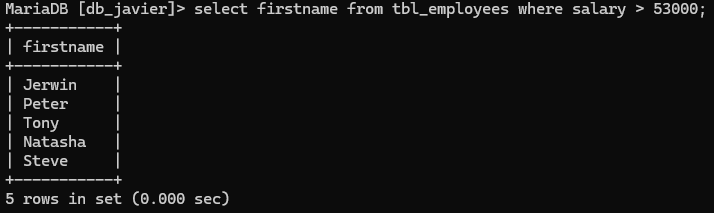 MariaDB [db_javier]> select firstname from tbl_employees where salary > 53000;
+-----------+
| firstname |
+-----------+
| Jerwin    |
| Peter     |
| Tony      |
| Natasha   |
| Steve     |
+-----------+
5 rows in set (0.000 sec)